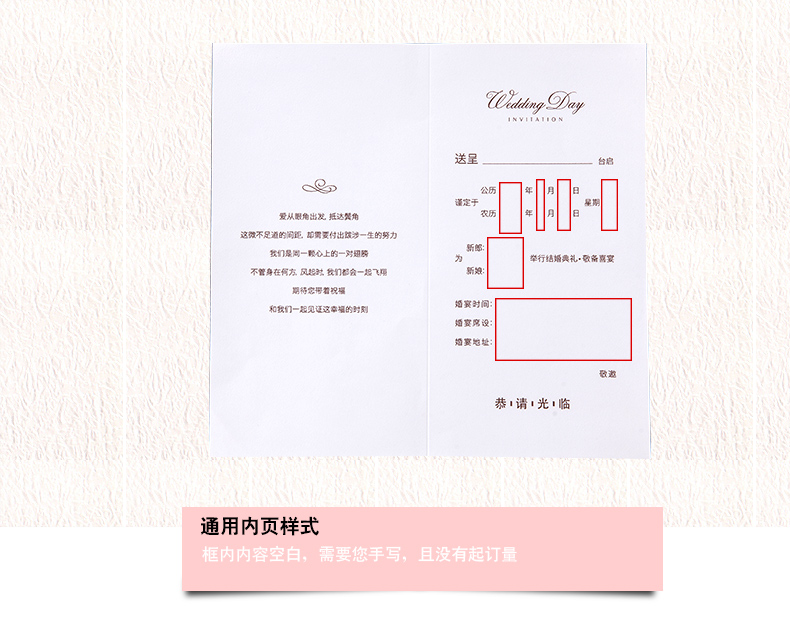 爱从眼角出发, 抵达鬓角
这微不足道的间距, 却需要付出跋涉一生的努力
我们是同一颗心上的一对翅膀
不管身在何方, 风起时, 我们都会一起飞翔
期待您带着祝福
和我们一起见证这幸福的时刻
Wedding Day
INVITATION
送呈 ____________ 台启
公历 年 月 日
谨定于 星期
农历 年 月 日
新郎:
为 举行结婚典礼·敬备喜宴
新娘:
婚宴时间:
婚宴席设:
婚宴地址:
敬邀
恭·请·光·临
通用内页样式
框内内容空白，需要您手写，且没有起订量